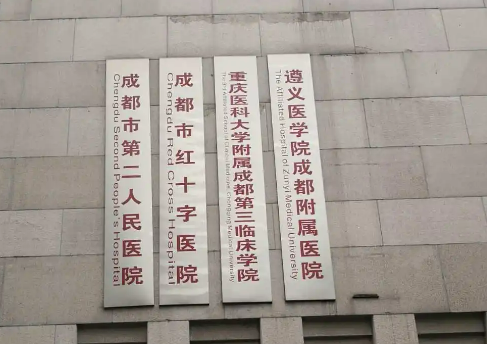 成都市第二人民医院
Chengdu Second People's Hospital
成都市红十字医院
Chengdu Red Cross Hospital
重庆医科大学附属成都第三临床学院
遵义医学院成都附属医院
The Affiliated Hospital of Zunyi Medical University